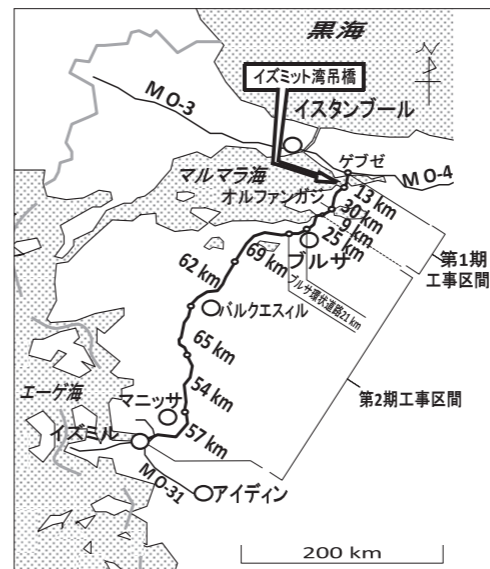 黒海
イズミット湾吊橋
N
MO-3
イスタンブール
ゲブゼ
MO-4
マルマラ海
オルファンガジ
13 km
30 km
9 km
25 km
第1期
工事区間
ブルサ
69 km
62 km
ブルサ環状道路21 km
バルクエスィル
65 km
第2期工事区間
エーゲ海
54 km
マニッサ
57 km
イズミル
MO-31
アイディン
200 km